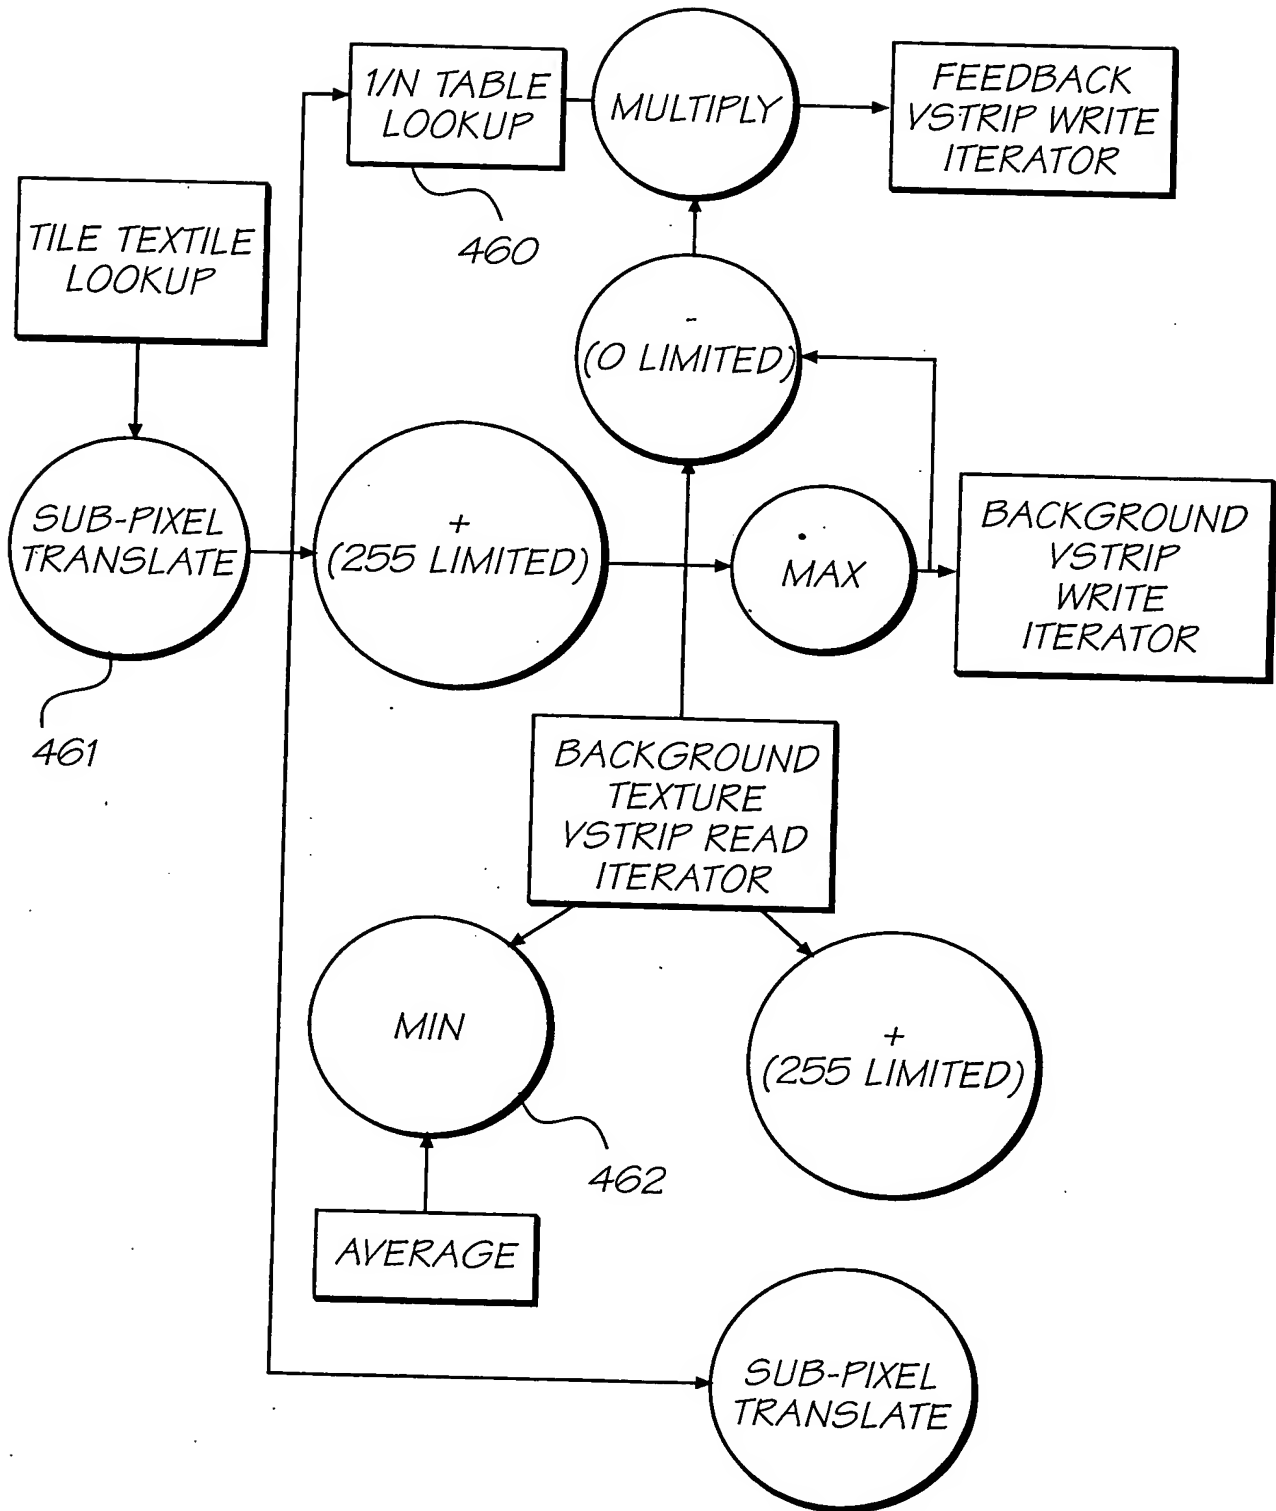 1/N TABLE
LOOKUP
MULTIPLY
FEEDBACK
VSTRIP WRITE
ITERATOR
460
TILE TEXTILE
LOOKUP
-
(0 LIMITED)
SUB-PIXEL
TRANSLATE
+
(255 LIMITED)
MAX
BACKGROUND
VSTRIP
WRITE
ITERATOR
461
BACKGROUND
TEXTURE
VSTRIP READ
ITERATOR
MIN
+
(255 LIMITED)
462
AVERAGE
SUB-PIXEL
TRANSLATE